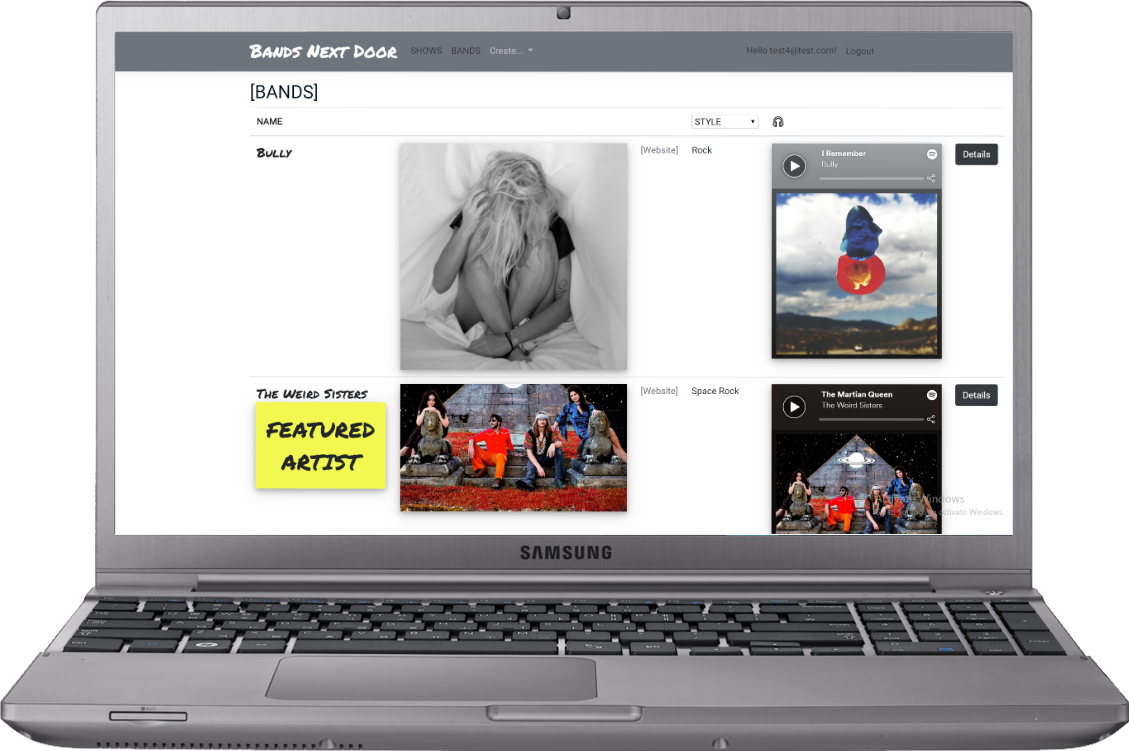 Bands Next Door SHOWS BANDS Create... Hello test4@test.com! Logout
[BANDS]
NAME STYLE
Bully [Website] Rock I Remember Details
Bully
The Weird Sisters [Website] Space Rock The Martian Queen Details
The Weird Sisters
FEATURED
ARTIST
Windows
activate Windows.
SAMSUNG